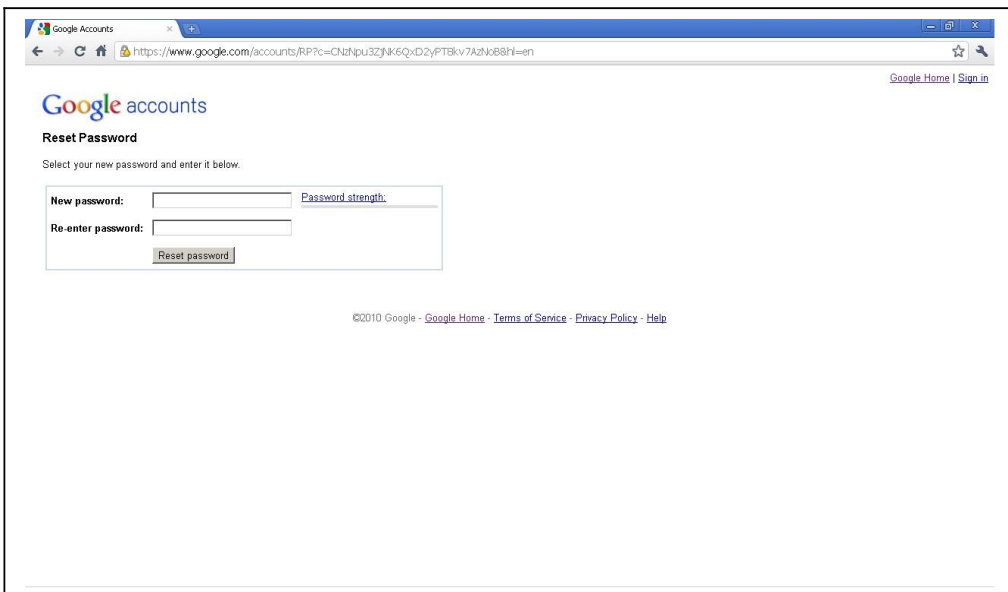 Google Accounts
https://www.google.com/accounts/RP?c=CNzNpu3ZjNK6QxD2yPT8kv7AzNoB&hl=en
Google Home | Sign in
Google accounts
Reset Password
Select your new password and enter it below.
New password: Password strength:
Re-enter password:
Reset password
©2010 Google - Google Home - Terms of Service - Privacy Policy - Help